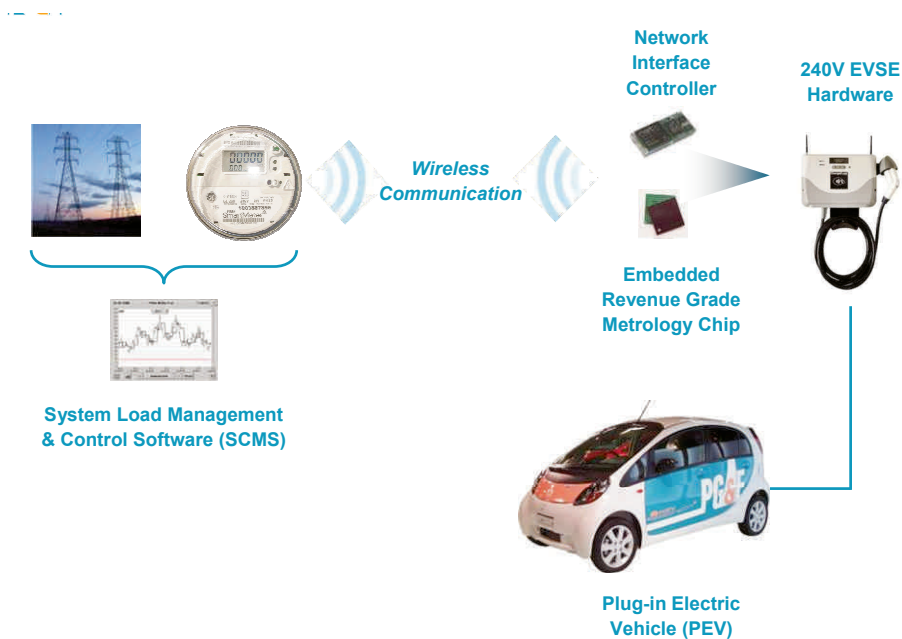 Network
Interface
Controller
240V EVSE
Hardware
Wireless
Communication
SmartMeter
Embedded
Revenue Grade
Metrology Chip
System Load Management
& Control Software (SCMS)
PG&E
Plug-in Electric
Vehicle (PEV)